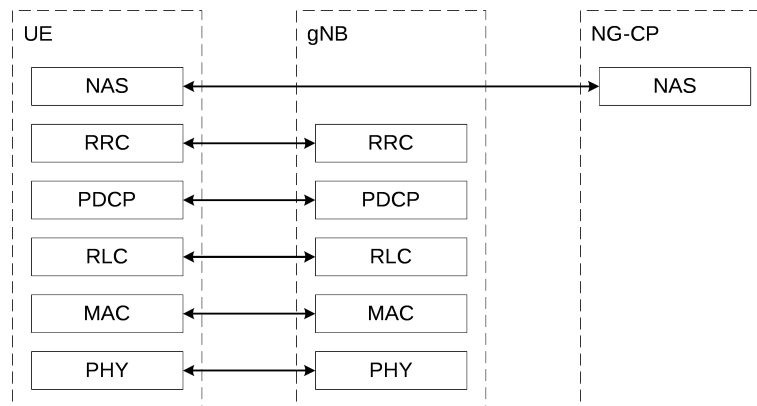 UE gNB NG-CP
NAS NAS
RRC RRC
PDCP PDCP
RLC RLC
MAC MAC
PHY PHY